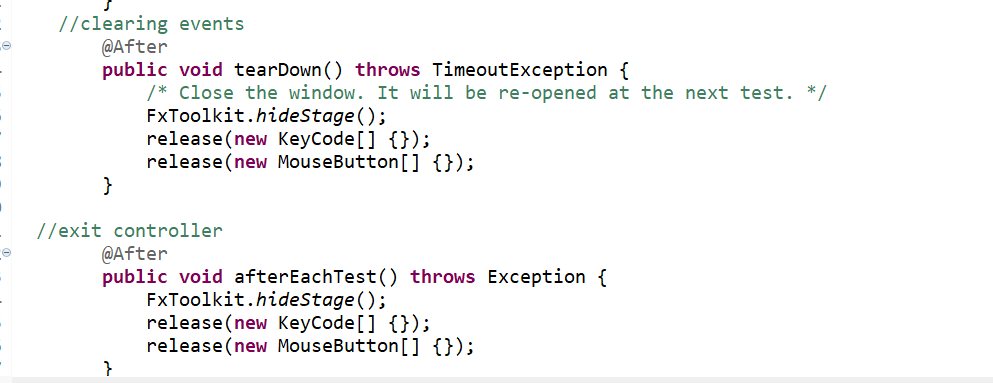 }
//clearing events
@After
public void tearDown() throws TimeoutException {
/* Close the window. It will be re-opened at the next test. */
FxToolkit.hideStage();
release(new KeyCode[] {});
release(new MouseButton[] {});
}
//exit controller
@After
public void afterEachTest() throws Exception {
FxToolkit.hideStage();
release(new KeyCode[] {});
release(new MouseButton[] {});
}